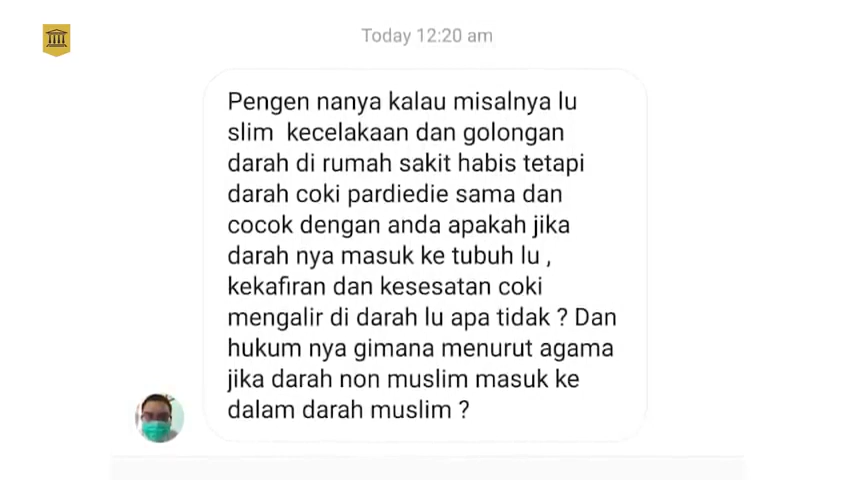 Today 12:20 am
Pengen nanya kalau misalnya lu
slim kecelakaan dan golongan
darah di rumah sakit habis tetapi
darah coki pardiedie sama dan
cocok dengan anda apakah jika
darah nya masuk ke tubuh lu ,
kekafiran dan kesesatan coki
mengalir di darah lu apa tidak ? Dan
hukum nya gimana menurut agama
jika darah non muslim masuk ke
dalam darah muslim ?